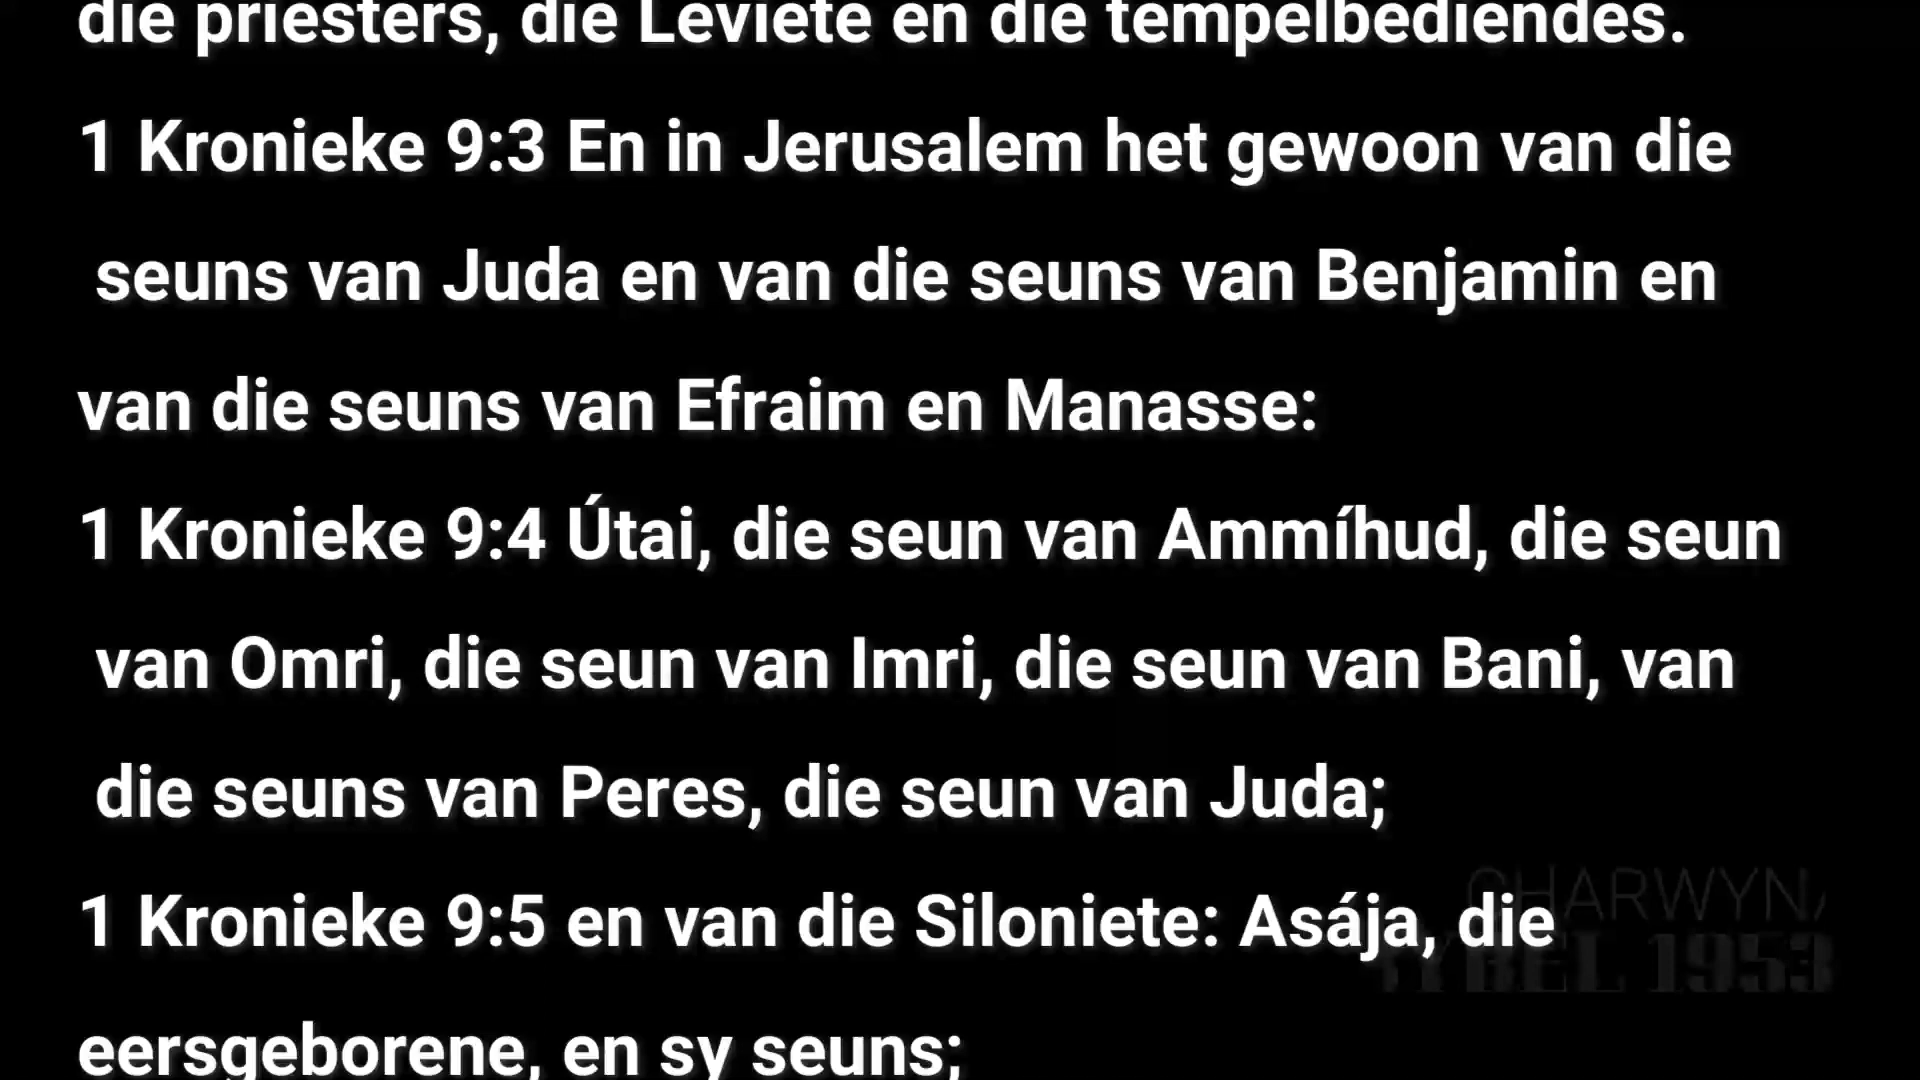 die priesters, die Leviete en die tempelbediendes.
1 Kronieke 9:3 En in Jerusalem het gewoon van die
seuns van Juda en van die seuns van Benjamin en
van die seuns van Efraim en Manasse:
1 Kronieke 9:4 Útai, die seun van Ammíhud, die seun
van Omri, die seun van Imri, die seun van Bani, van
die seuns van Peres, die seun van Juda;
CHARWYN
1 Kronieke 9:5 en van die Siloniete: Asája, die
1953
eersgeborene, en sy seuns;